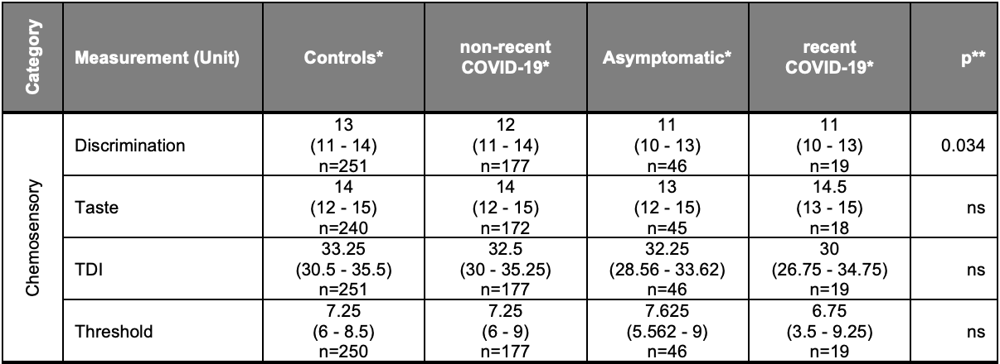 Category
Measurement (Unit)
Controls*
non-recent
COVID-19*
Asymptomatic*
recent
COVID-19*
p**
Chemosensory
Discrimination
13
(11 - 14)
n=251
12
(11 - 14)
n=177
11
(10 - 13)
n=46
11
(10 - 13)
n=19
0.034
Taste
14
(12 - 15)
n=240
14
(12 - 15)
n=172
13
(12 - 15)
n=45
14.5
(13 - 15)
n=18
ns
TDI
33.25
(30.5 - 35.5)
n=251
32.5
(30 - 35.25)
n=177
32.25
(28.56 - 33.62)
n=46
30
(26.75 - 34.75)
n=19
ns
Threshold
7.25
(6 - 8.5)
n=250
7.25
(6 - 9)
n=177
7.625
(5.562 - 9)
n=46
6.75
(3.5 - 9.25)
n=19
ns